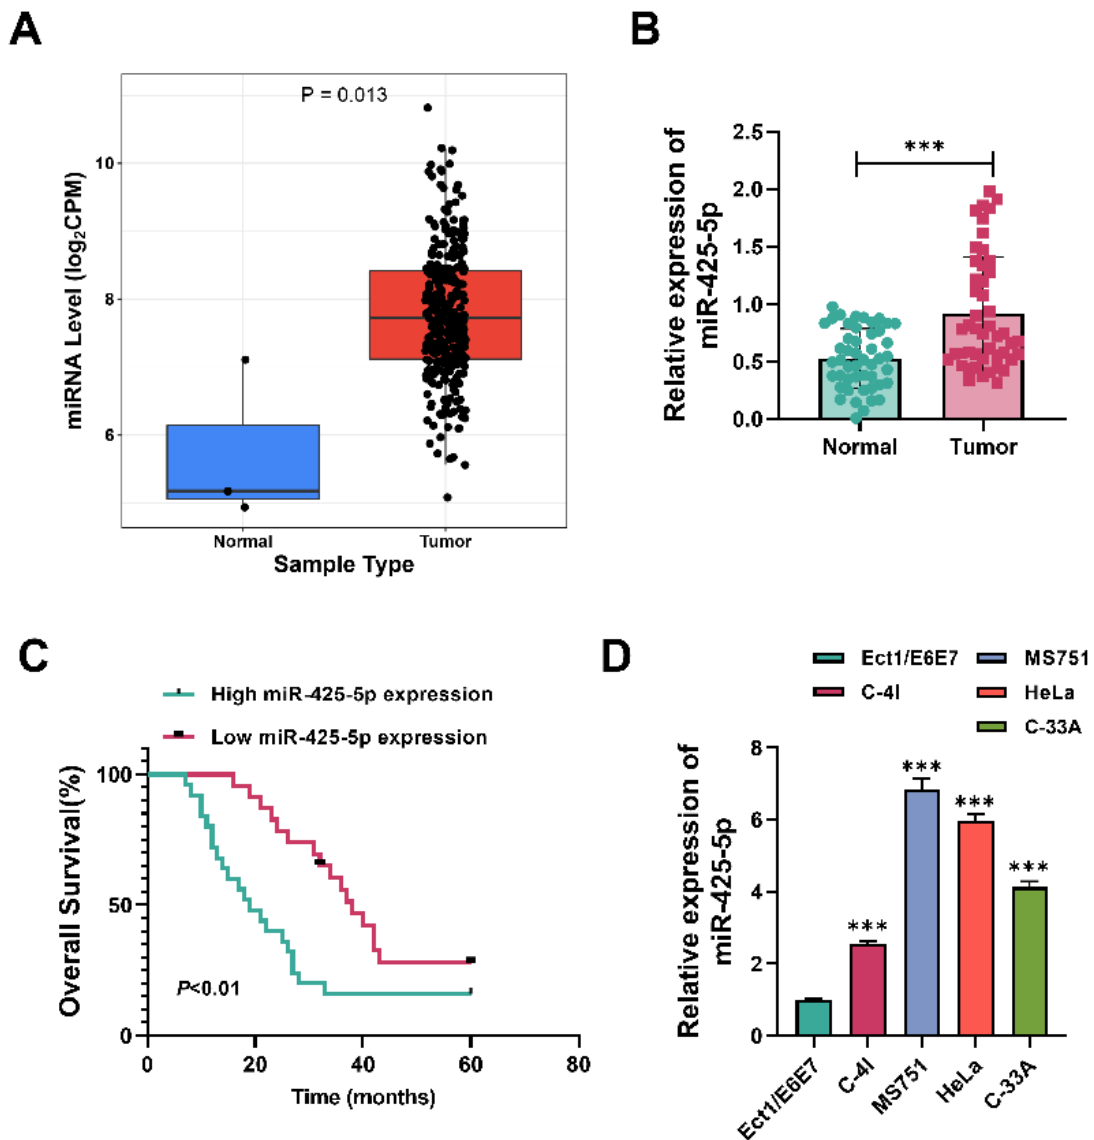 A
P = 0.013
miRNA Level (log₂CPM)
10
8
6
Normal
Tumor
Sample Type
B
Relative expression of
miR-425-5p
2.5
2.0
1.5
1.0
0.5
0.0
***
Normal
Tumor
C
High miR-425-5p expression
Low miR-425-5p expression
Overall Survival(%)
100
50
0
P<0.01
0
20
40
60
80
Time (months)
D
Ect1/E6E7
C-4I
MS751
HeLa
C-33A
Relative expression of
miR-425-5p
8
6
4
2
0
***
***
***
***
Ect1/E6E7
C-4I
MS751
HeLa
C-33A